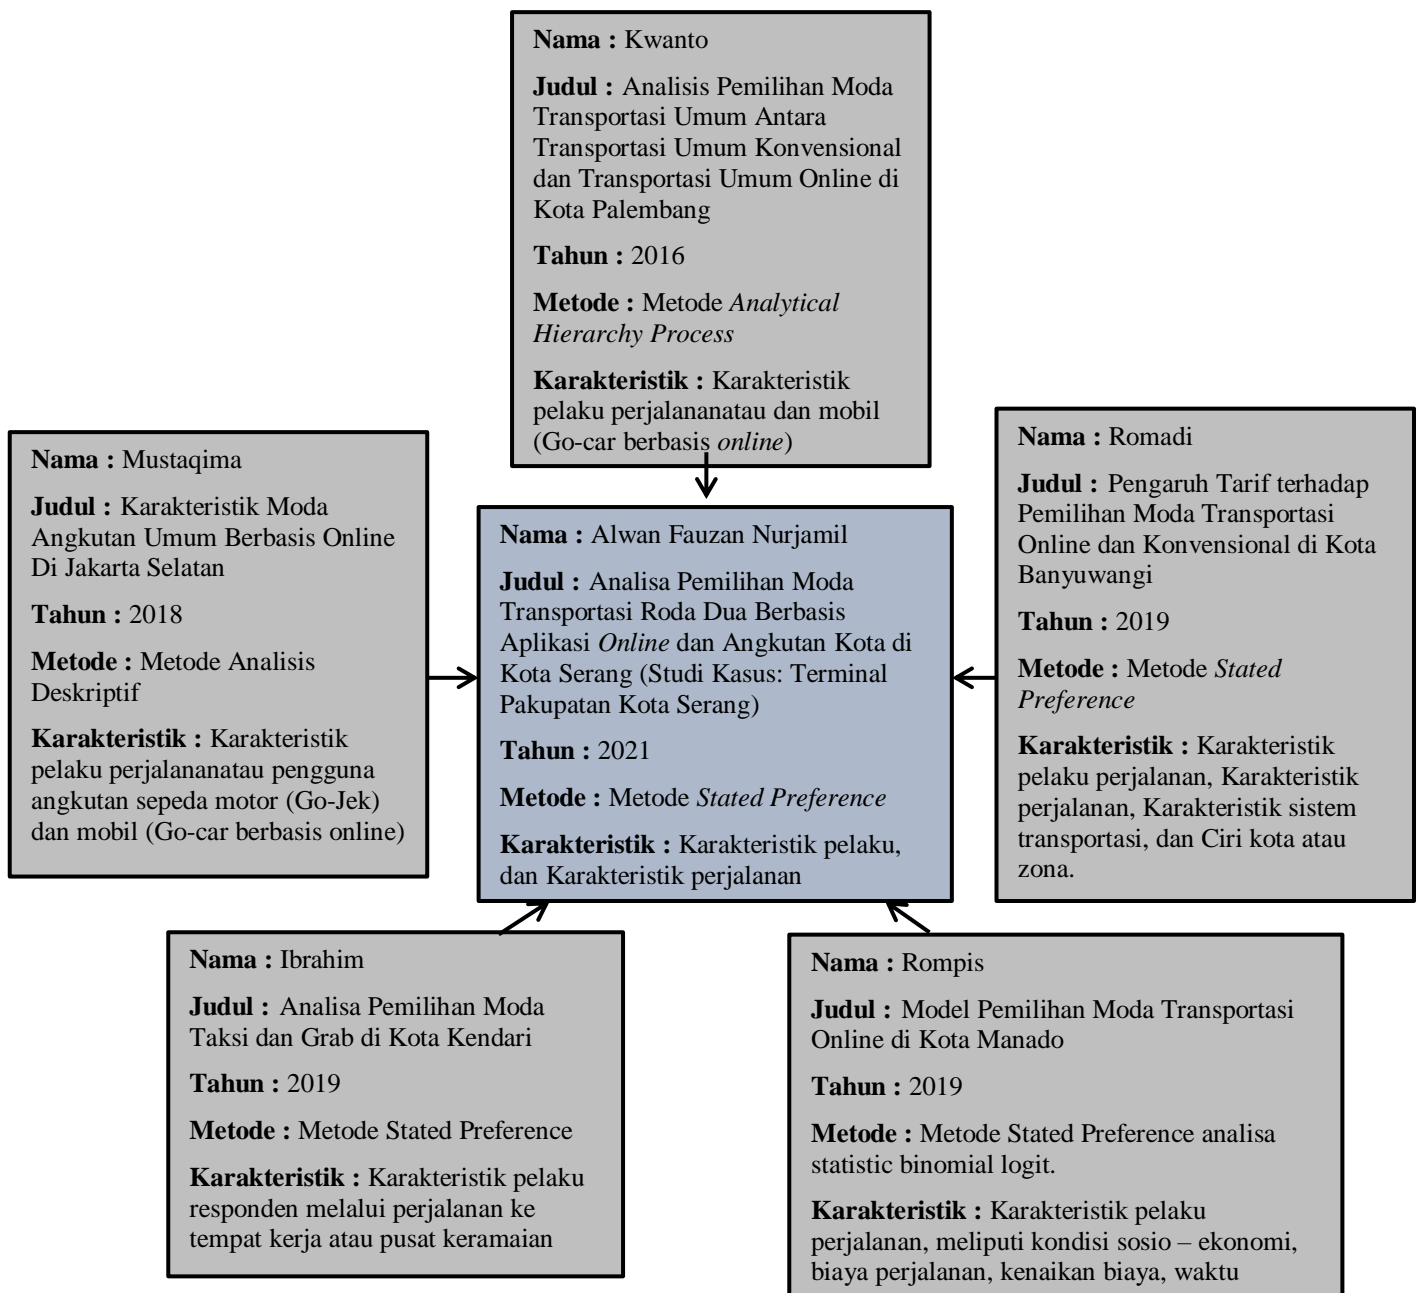 Nama : Kwanto
Judul : Analisis Pemilihan Moda
Transportasi Umum Antara
Transportasi Umum Konvensional
dan Transportasi Umum Online di
Kota Palembang
Tahun : 2016
Metode : Metode Analytical
Hierarchy Process
Karakteristik : Karakteristik
pelaku perjalananatau dan mobil
(Go-car berbasis online)
Nama : Mustaqima
Judul : Karakteristik Moda
Angkutan Umum Berbasis Online
Di Jakarta Selatan
Tahun : 2018
Metode : Metode Analisis
Deskriptif
Karakteristik : Karakteristik
pelaku perjalananatau pengguna
angkutan sepeda motor (Go-Jek)
dan mobil (Go-car berbasis online)
Nama : Alwan Fauzan Nurjamil
Judul : Analisa Pemilihan Moda
Transportasi Roda Dua Berbasis
Aplikasi Online dan Angkutan Kota di
Kota Serang (Studi Kasus: Terminal
Pakupatan Kota Serang)
Tahun : 2021
Metode : Metode Stated Preference
Karakteristik : Karakteristik pelaku,
dan Karakteristik perjalanan
Nama : Romadi
Judul : Pengaruh Tarif terhadap
Pemilihan Moda Transportasi
Online dan Konvensional di Kota
Banyuwangi
Tahun : 2019
Metode : Metode Stated
Preference
Karakteristik : Karakteristik
pelaku perjalanan, Karakteristik
perjalanan, Karakteristik sistem
transportasi, dan Ciri kota atau
zona.
Nama : Ibrahim
Judul : Analisa Pemilihan Moda
Taksi dan Grab di Kota Kendari
Tahun : 2019
Metode : Metode Stated Preference
Karakteristik : Karakteristik pelaku
responden melalui perjalanan ke
tempat kerja atau pusat keramaian
Nama : Rompis
Judul : Model Pemilihan Moda Transportasi
Online di Kota Manado
Tahun : 2019
Metode : Metode Stated Preference analisa
statistic binomial logit.
Karakteristik : Karakteristik pelaku
perjalanan, meliputi kondisi sosio – ekonomi,
biaya perjalanan, kenaikan biaya, waktu